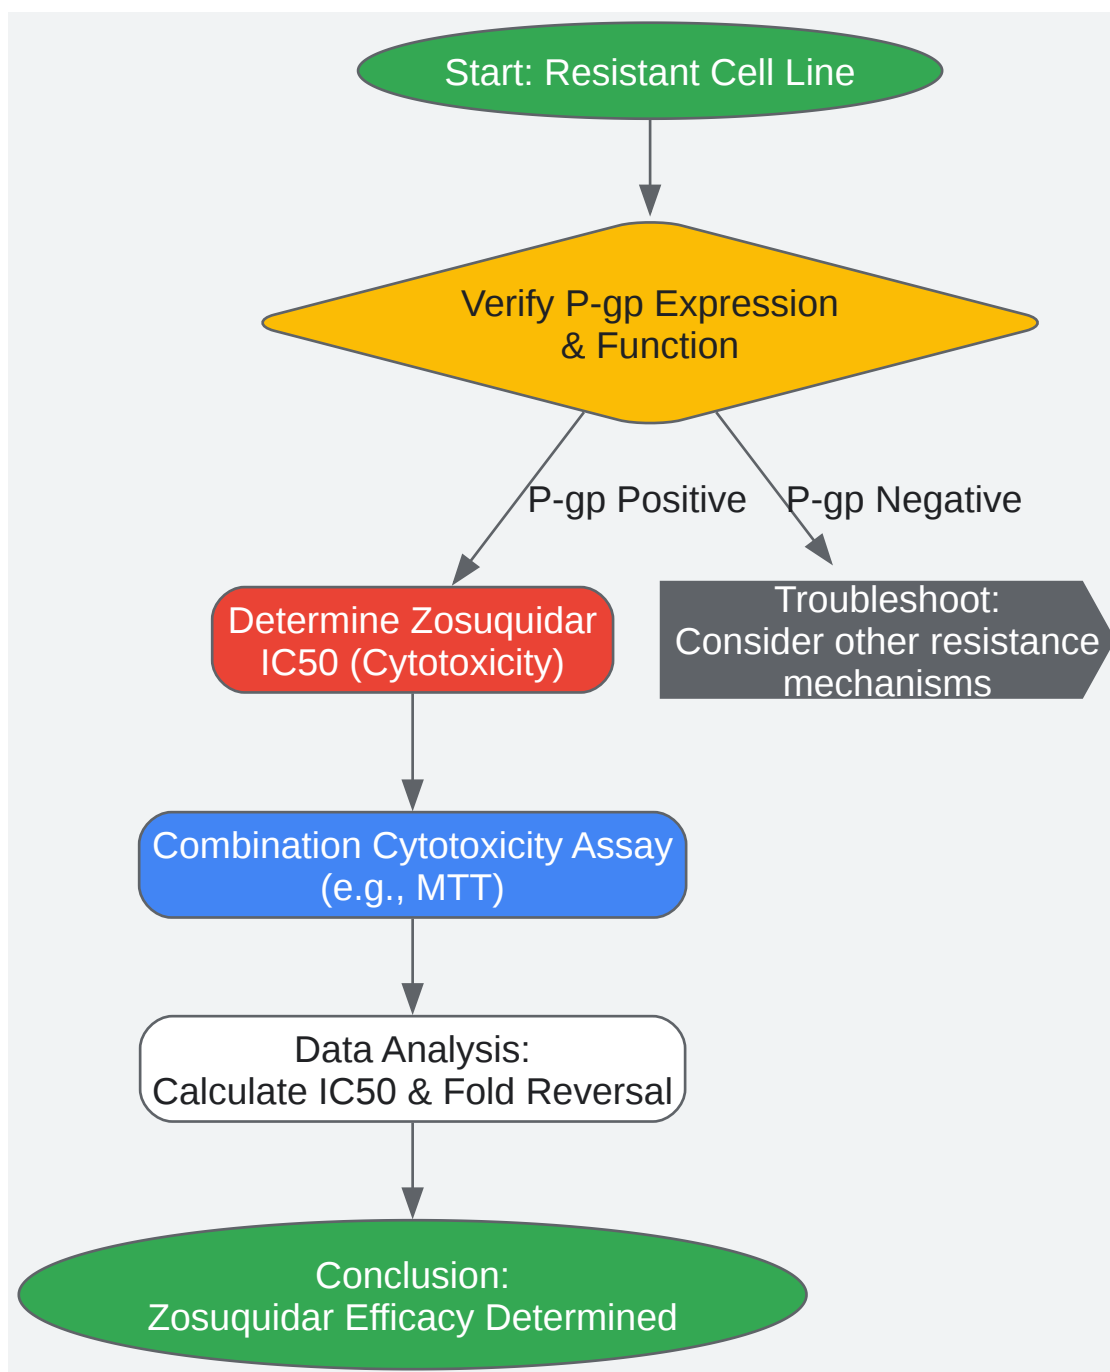 Start: Resistant Cell Line
Verify P-gp Expression
& Function
P-gp Positive
P-gp Negative
Determine Zosuquidar
IC50 (Cytotoxicity)
Troubleshoot:
Consider other resistance
mechanisms
Combination Cytotoxicity Assay
(e.g., MTT)
Data Analysis:
Calculate IC50 & Fold Reversal
Conclusion:
Zosuquidar Efficacy Determined